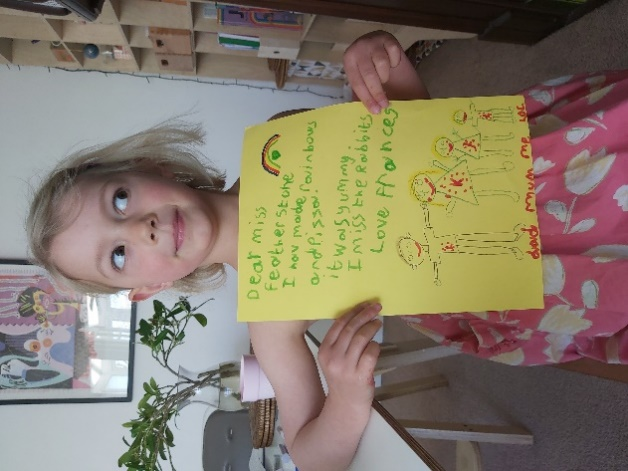 Dear miss
Featherstone
I hav made rainbows
and Pissa.
it was yummy.
I miss the Rabbits
Love Frances
dad mum me